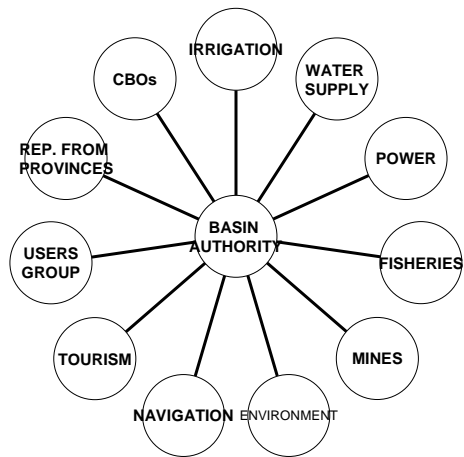 IRRIGATION
WATER
SUPPLY
CBOs
POWER
REP. FROM
PROVINCES
BASIN
AUTHORITY
USERS
GROUP
FISHERIES
TOURISM
MINES
NAVIGATION
ENVIRONMENT